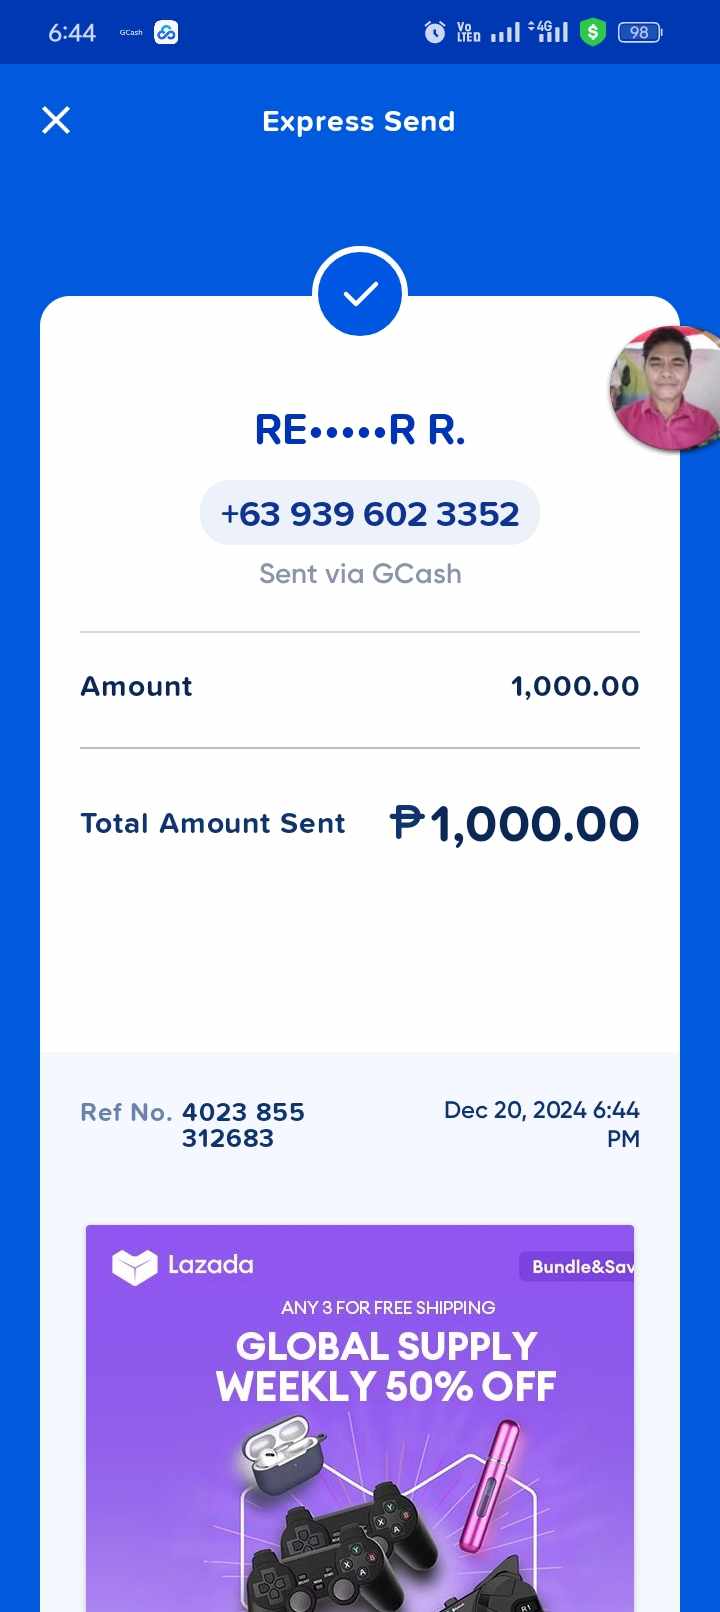 6:44 GCash VoLTE 4G $ 98
Express Send
RE•••••R R.
+63 939 602 3352
Sent via GCash
Amount 1,000.00
Total Amount Sent ₱1,000.00
Ref No. 4023 855
312683
Dec 20, 2024 6:44
PM
Lazada Bundle&Sav
ANY 3 FOR FREE SHIPPING
GLOBAL SUPPLY
WEEKLY 50% OFF
Y
X B
A
Y
X B
A
R1